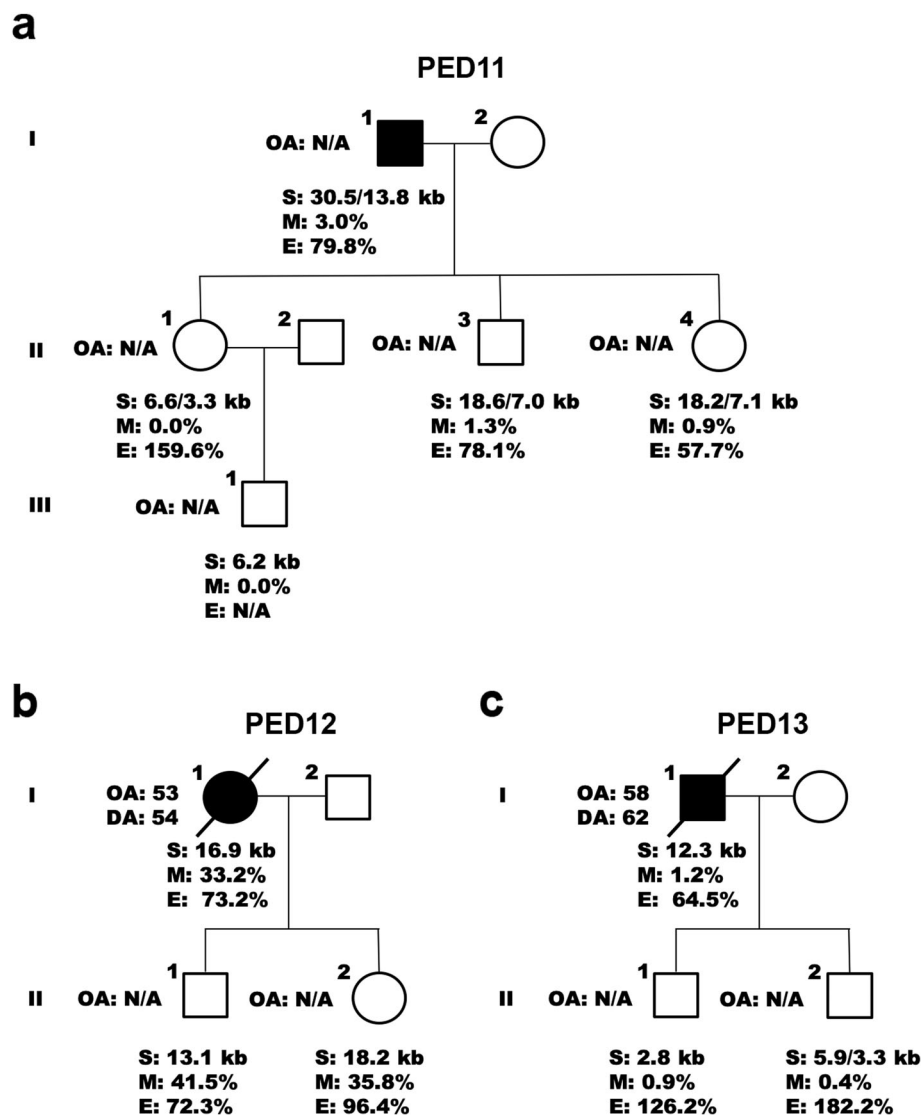 a
PED11
I
1
2
OA: N/A
S: 30.5/13.8 kb
M: 3.0%
E: 79.8%
II
1
2
3
4
OA: N/A
OA: N/A
OA: N/A
S: 6.6/3.3 kb
M: 0.0%
E: 159.6%
S: 18.6/7.0 kb
M: 1.3%
E: 78.1%
S: 18.2/7.1 kb
M: 0.9%
E: 57.7%
III
1
OA: N/A
S: 6.2 kb
M: 0.0%
E: N/A
b
PED12
I
1
2
OA: 53
DA: 54
S: 16.9 kb
M: 33.2%
E: 73.2%
II
1
2
OA: N/A
OA: N/A
S: 13.1 kb
M: 41.5%
E: 72.3%
S: 18.2 kb
M: 35.8%
E: 96.4%
c
PED13
I
1
2
OA: 58
DA: 62
S: 12.3 kb
M: 1.2%
E: 64.5%
II
1
2
OA: N/A
OA: N/A
S: 2.8 kb
M: 0.9%
E: 126.2%
S: 5.9/3.3 kb
M: 0.4%
E: 182.2%